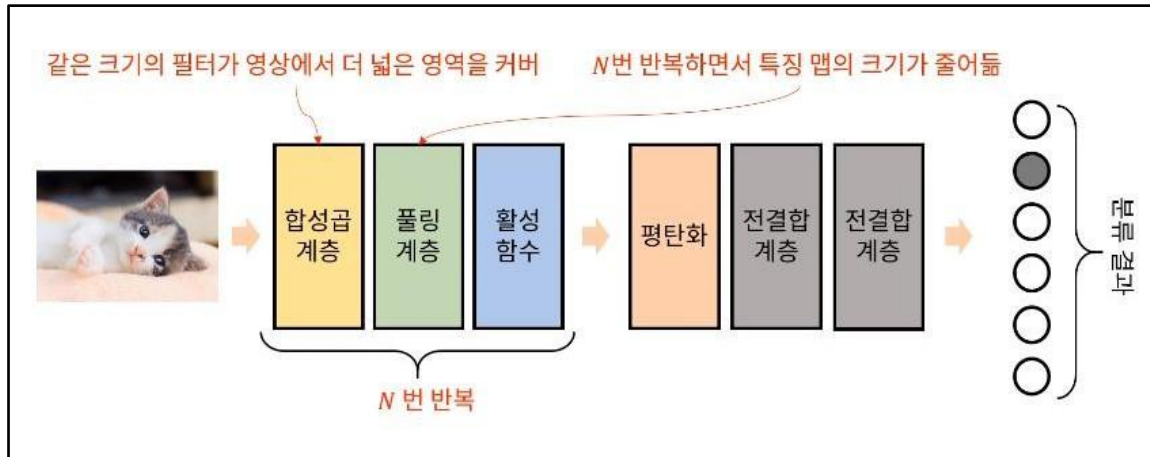 같은 크기의 필터가 영상에서 더 넓은 영역을 커버
N번 반복하면서 특징 맵의 크기가 줄어듦
합성곱
계층
풀링
계층
활성
함수
평탄화
전결합
계층
전결합
계층
분류 결과
N 번 반복